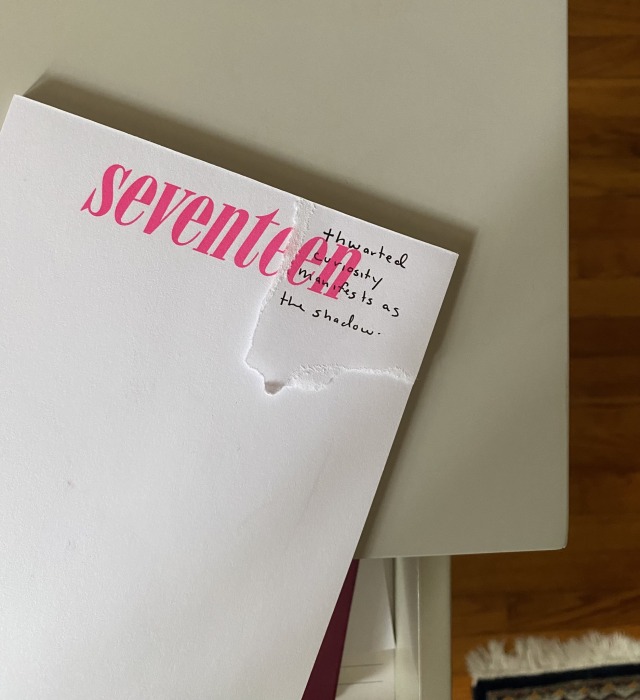 seventeen
thwarted
curiosity
manifests as
the shadow.